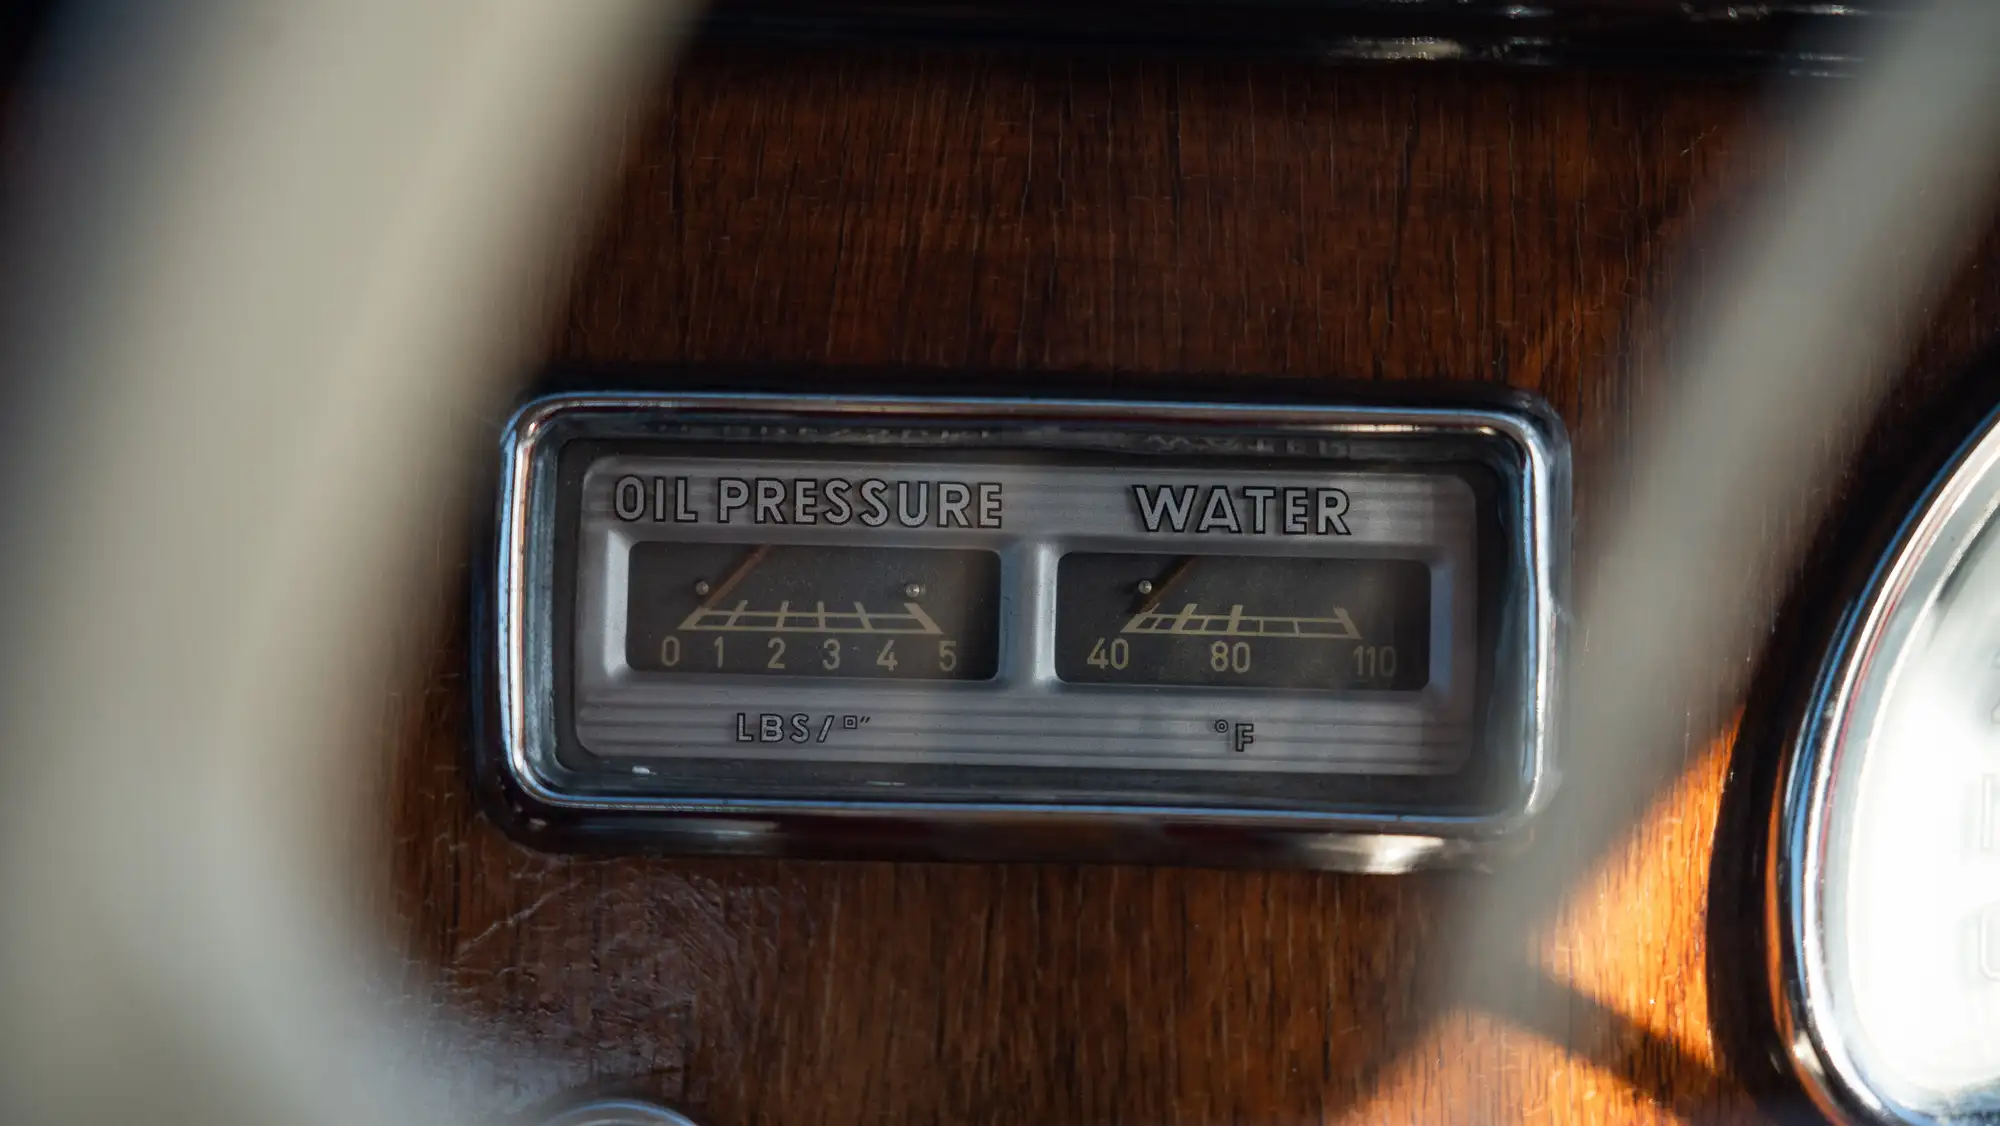 OIL PRESSURE WATER
0 1 2 3 4 5 40 80 110
LBS/□" °F